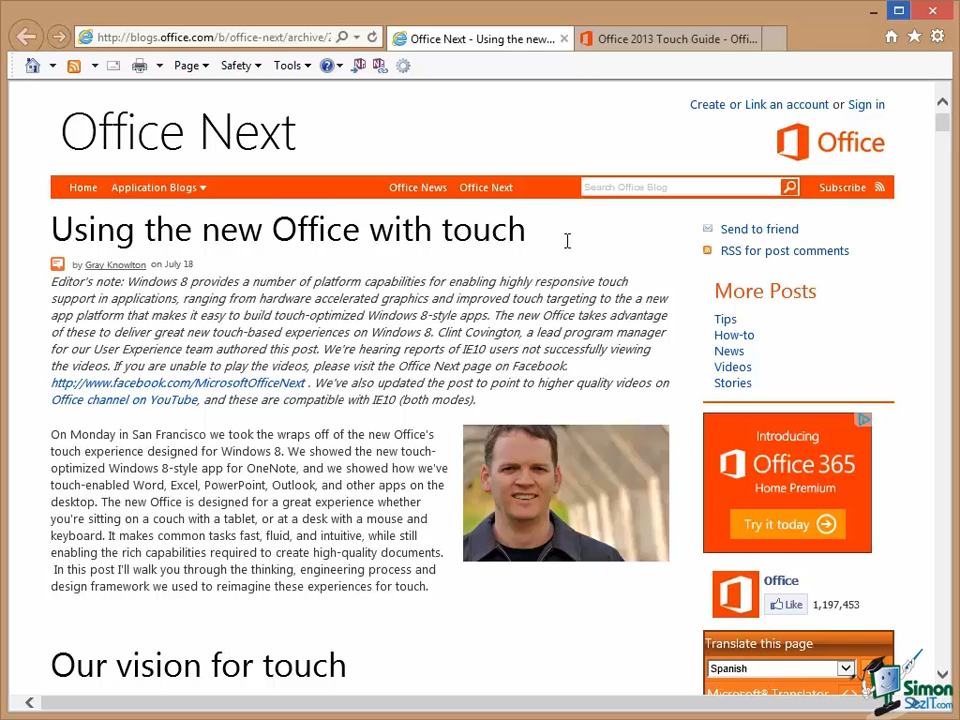 http://blogs.office.com/b/office-next/archive/2
Office Next - Using the new...
Office 2013 Touch Guide - Offi...
Page
Safety
Tools
Create or Link an account or Sign in
Office Next
Office
Home
Application Blogs
Office News
Office Next
Search Office Blog
Subscribe
Using the new Office with touch
by Gray Knowlton on July 18
Editor's note: Windows 8 provides a number of platform capabilities for enabling highly responsive touch
support in applications, ranging from hardware accelerated graphics and improved touch targeting to the a new
app platform that makes it easy to build touch-optimized Windows 8-style apps. The new Office takes advantage
of these to deliver great new touch-based experiences on Windows 8. Clint Covington, a lead program manager
for our User Experience team authored this post. We're hearing reports of IE10 users not successfully viewing
the videos. If you are unable to play the videos, please visit the Office Next page on Facebook.
http://www.facebook.com/MicrosoftOfficeNext . We've also updated the post to point to higher quality videos on
Office channel on YouTube, and these are compatible with IE10 (both modes).
On Monday in San Francisco we took the wraps off of the new Office's
touch experience designed for Windows 8. We showed the new touch-
optimized Windows 8-style app for OneNote, and we showed how we've
touch-enabled Word, Excel, PowerPoint, Outlook, and other apps on the
desktop. The new Office is designed for a great experience whether
you're sitting on a couch with a tablet, or at a desk with a mouse and
keyboard. It makes common tasks fast, fluid, and intuitive, while still
enabling the rich capabilities required to create high-quality documents.
In this post I'll walk you through the thinking, engineering process and
design framework we used to reimagine these experiences for touch.
Our vision for touch
Send to friend
RSS for post comments
More Posts
Tips
How-to
News
Videos
Stories
Introducing
Office 365
Home Premium
Try it today
Office
Like 1,197,453
Translate this page
Spanish
Microsoft® Translator
Simon
SezIT.com